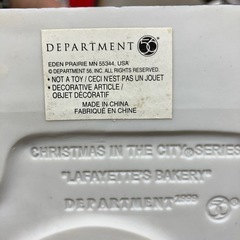 DEPARTMENT 56
EDEN PRAIRIE MN 55344, USA
© DEPARTMENT 56, INC. ALL RIGHTS RESERVED.
• NOT A TOY / CECI N'EST PAS UN JOUET
• DECORATIVE ARTICLE /
OBJET DÉCORATIF
MADE IN CHINA
FABRIQUÉ EN CHINE
CHRISTMAS IN THE CITY® SERIES
"LAFAYETTE'S BAKERY"
DEPARTMENT 56